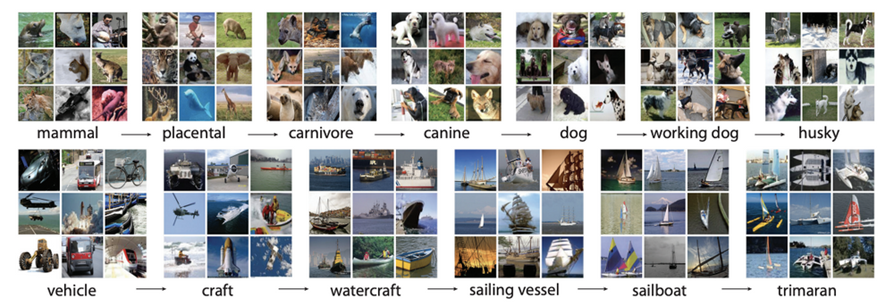 mammal → placental → carnivore → canine → dog → working dog → husky
vehicle → craft → watercraft → sailing vessel → sailboat → trimaran